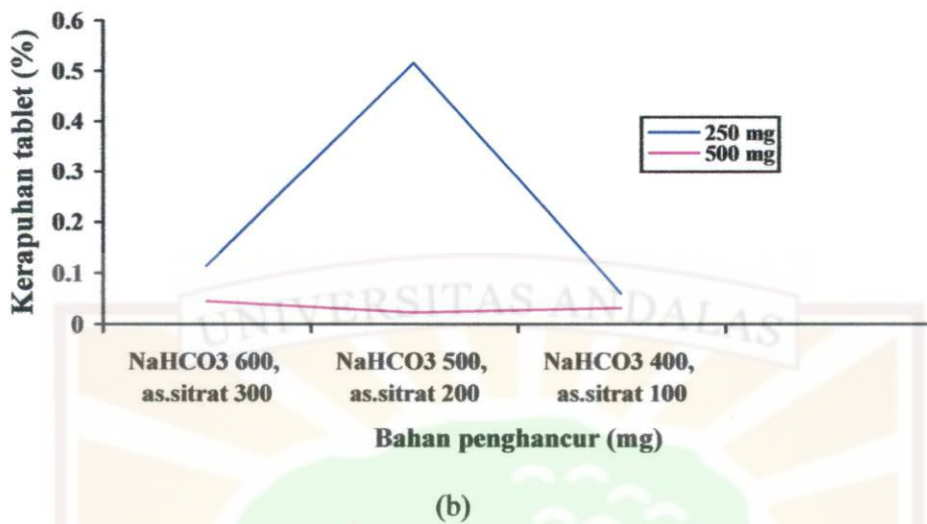 Kerapuhan tablet (%)
0.6
0.5
0.4
0.3
0.2
0.1
0
250 mg
500 mg
UNIVERSITAS ANDALAS
NaHCO3 600,
as.sitrat 300
NaHCO3 500,
as.sitrat 200
NaHCO3 400,
as.sitrat 100
Bahan penghancur (mg)
(b)